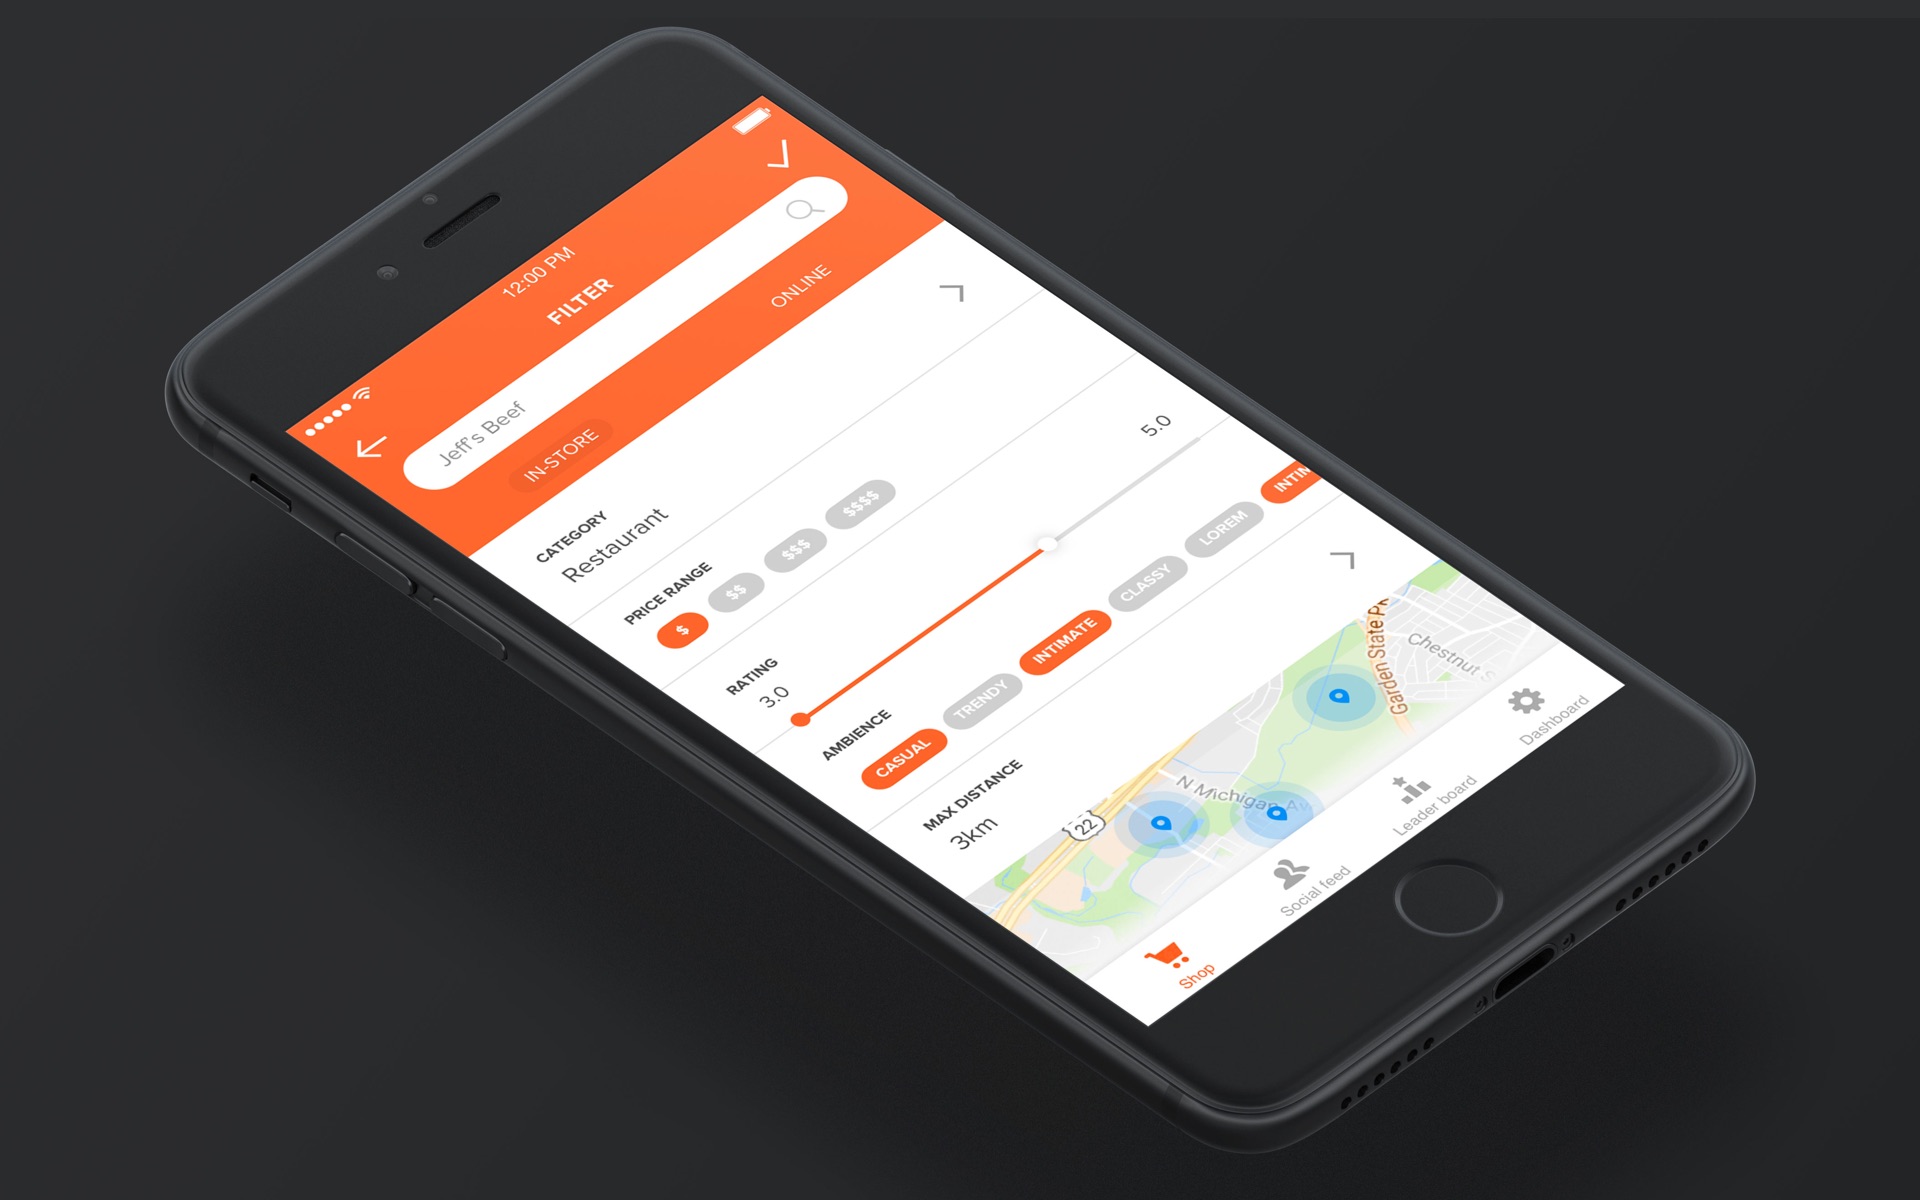 12:00 PM
FILTER
Jeff's Beef
IN-STORE
ONLINE
CATEGORY
Restaurant
PRICE RANGE
$ $$ $$$ $$$$
RATING
3.0 5.0
AMBIENCE
CASUAL TRENDY INTIMATE CLASSY LOREM INTIM
MAX DISTANCE
3km
Garden State Pk
Chestnut S
N Michigan Av
22
Shop
Social feed
Leader board
Dashboard